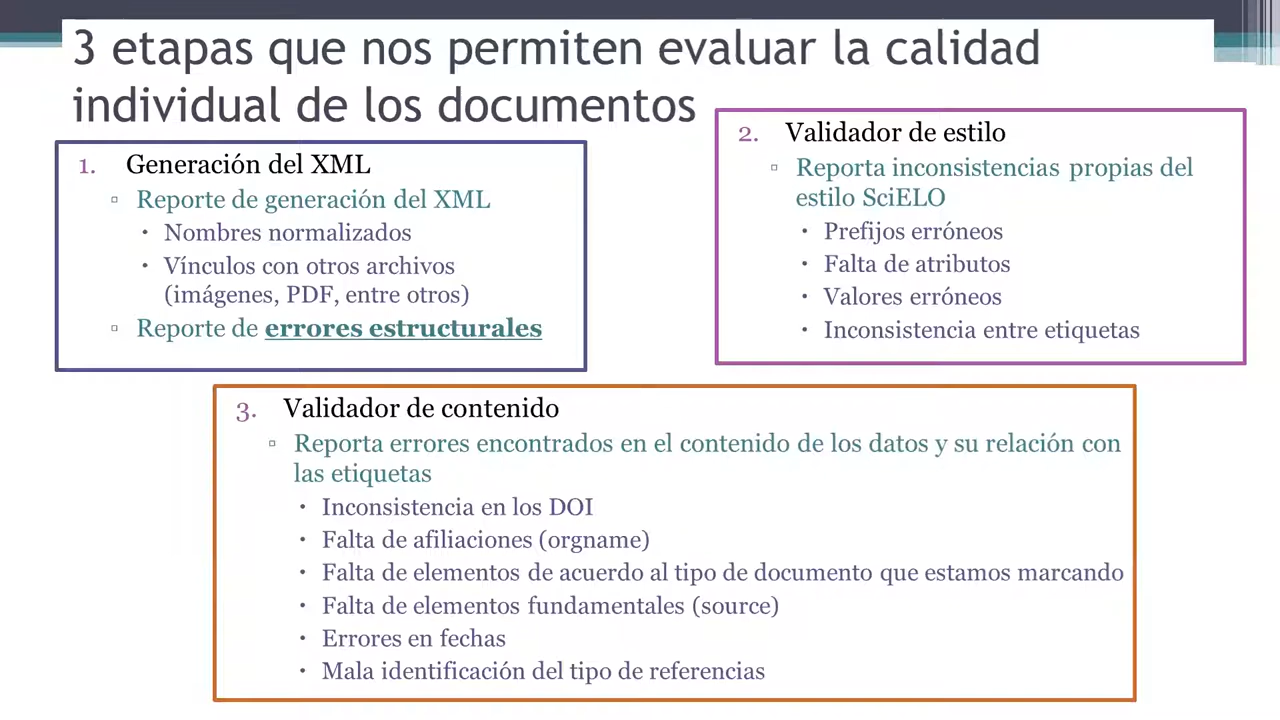 3 etapas que nos permiten evaluar la calidad
individual de los documentos
1. Generación del XML
▫ Reporte de generación del XML
• Nombres normalizados
• Vínculos con otros archivos
(imágenes, PDF, entre otros)
▫ Reporte de errores estructurales
2. Validador de estilo
▫ Reporta inconsistencias propias del
estilo SciELO
• Prefijos erróneos
• Falta de atributos
• Valores erróneos
• Inconsistencia entre etiquetas
3. Validador de contenido
▫ Reporta errores encontrados en el contenido de los datos y su relación con
las etiquetas
• Inconsistencia en los DOI
• Falta de afiliaciones (orgname)
• Falta de elementos de acuerdo al tipo de documento que estamos marcando
• Falta de elementos fundamentales (source)
• Errores en fechas
• Mala identificación del tipo de referencias